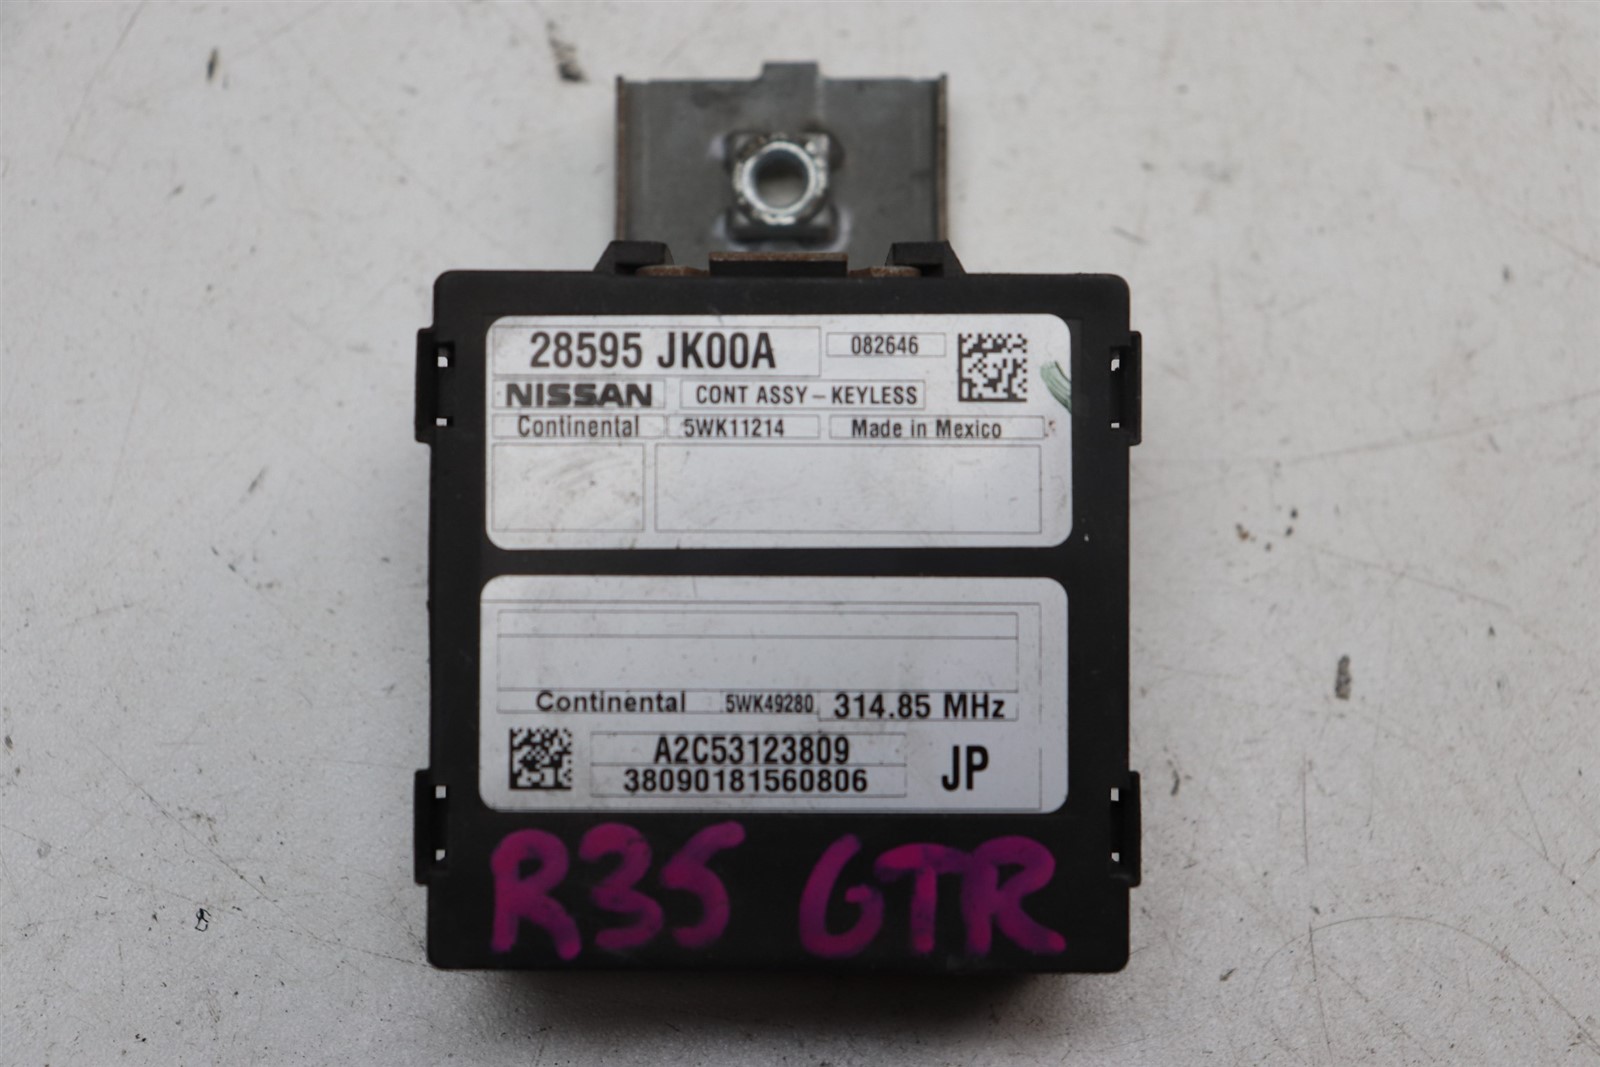 28595 JK00A 082646
NISSAN CONT ASSY - KEYLESS
Continental 5WK11214 Made in Mexico
Continental 5WK49280 314.85 MHz
A2C53123809 JP
38090181560806
R35 GTR